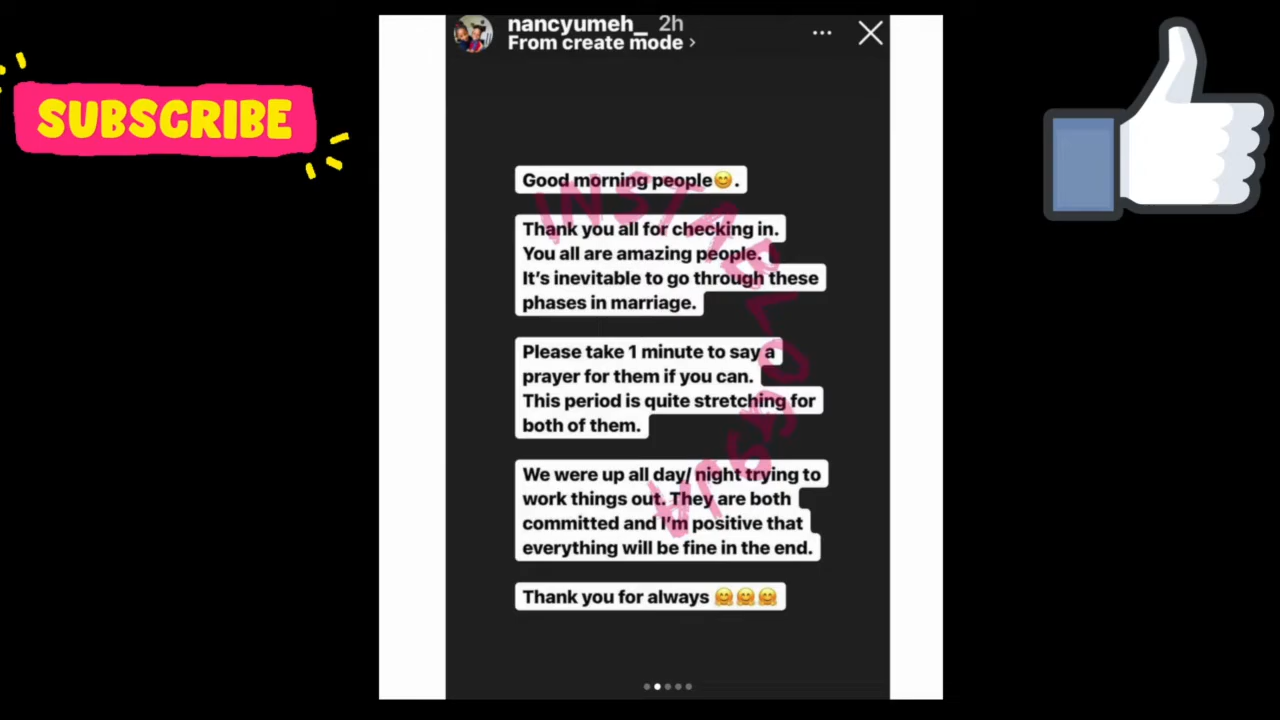 SUBSCRIBE
nancyumeh_ 2h
From create mode ›
Good morning people😊.
Thank you all for checking in.
You all are amazing people.
It’s inevitable to go through these
phases in marriage.
Please take 1 minute to say a
prayer for them if you can.
This period is quite stretching for
both of them.
We were up all day/ night trying to
work things out. They are both
committed and I’m positive that
everything will be fine in the end.
Thank you for always 🤗🤗🤗
INSTABLOG9JA